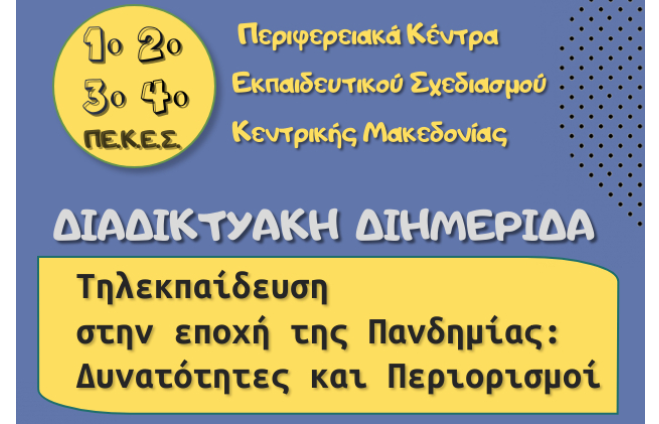 1ο 2ο
3ο 4ο
ΠΕ.Κ.Ε.Σ.
Περιφερειακά Κέντρα
Εκπαιδευτικού Σχεδιασμού
Κεντρικής Μακεδονίας
ΔΙΑΔΙΚΤΥΑΚΗ ΔΙΗΜΕΡΙΔΑ
Τηλεκπαίδευση
στην εποχή της Πανδημίας:
Δυνατότητες και Περιορισμοί